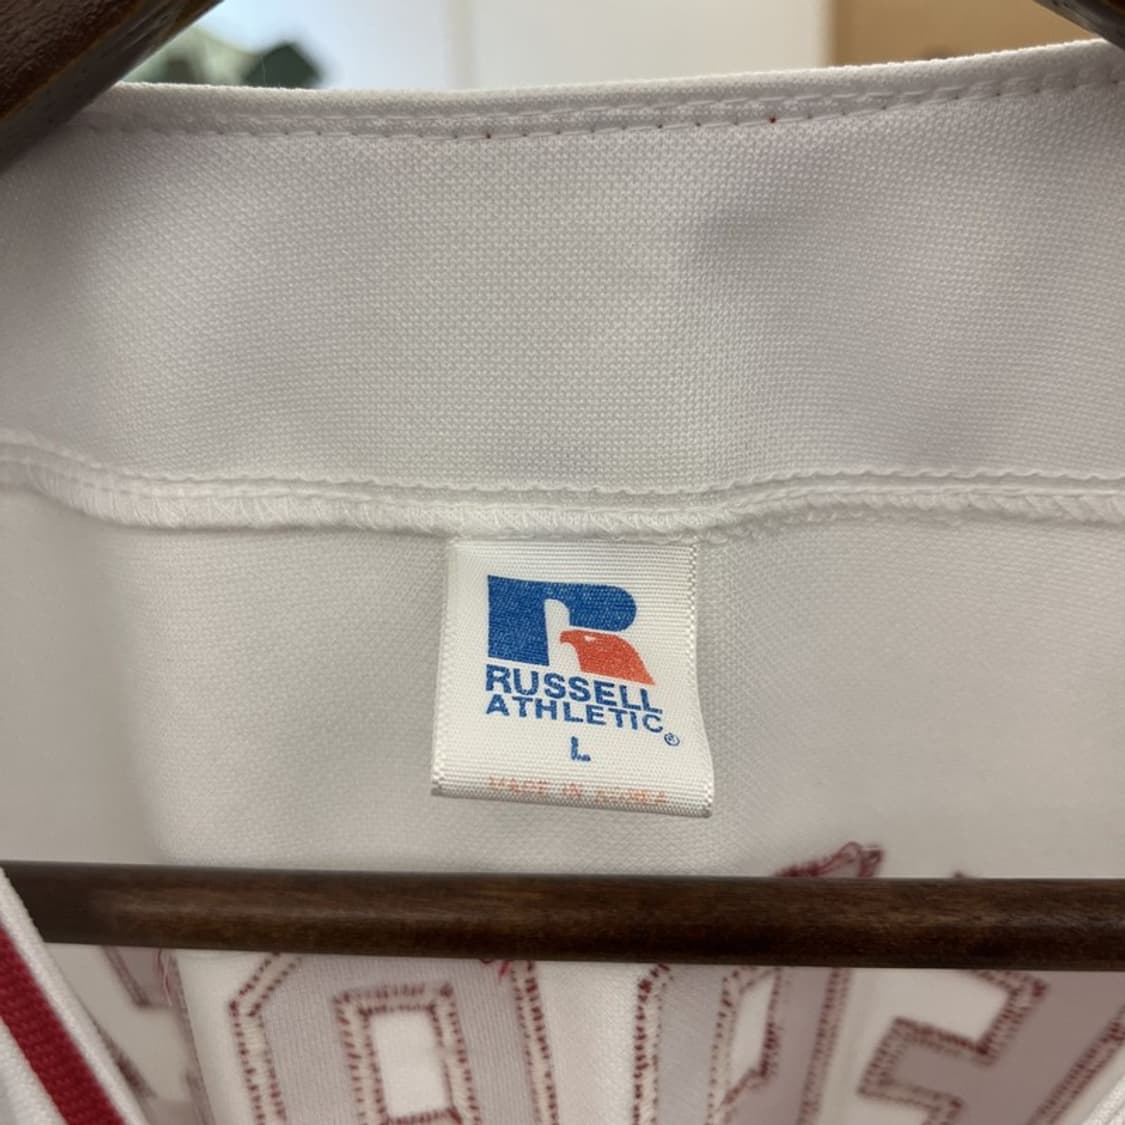 RUSSELL
ATHLETIC®
L
MADE IN KOREA